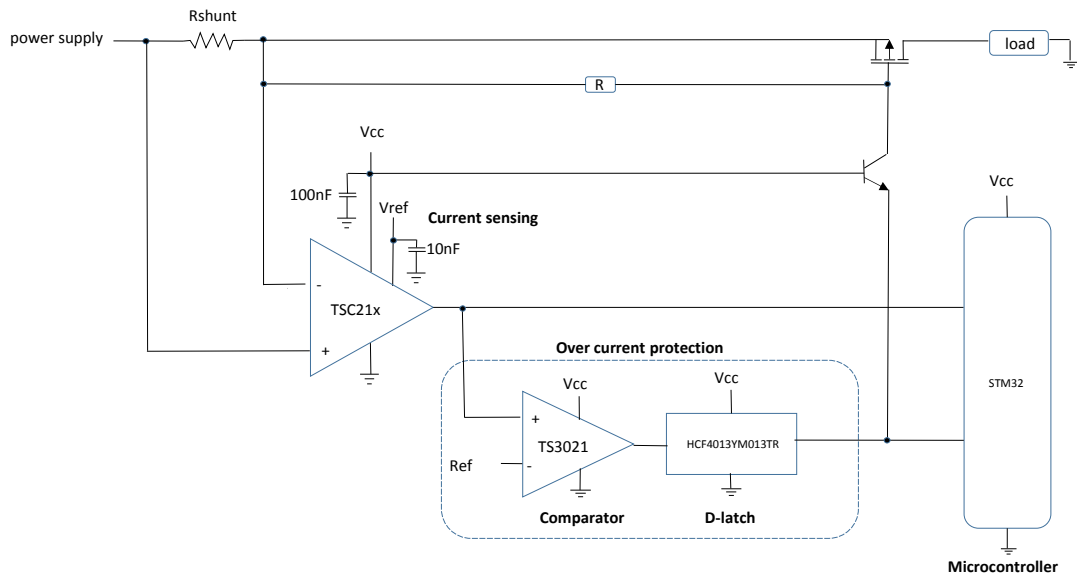 Rshunt
power supply
load
R
Vcc
100nF
Vref
Current sensing
10nF
Vcc
-
TSC21x
+
Over current protection
Vcc
Vcc
STM32
+
TS3021
HCF4013YM013TR
Ref
-
Comparator
D-latch
Microcontroller